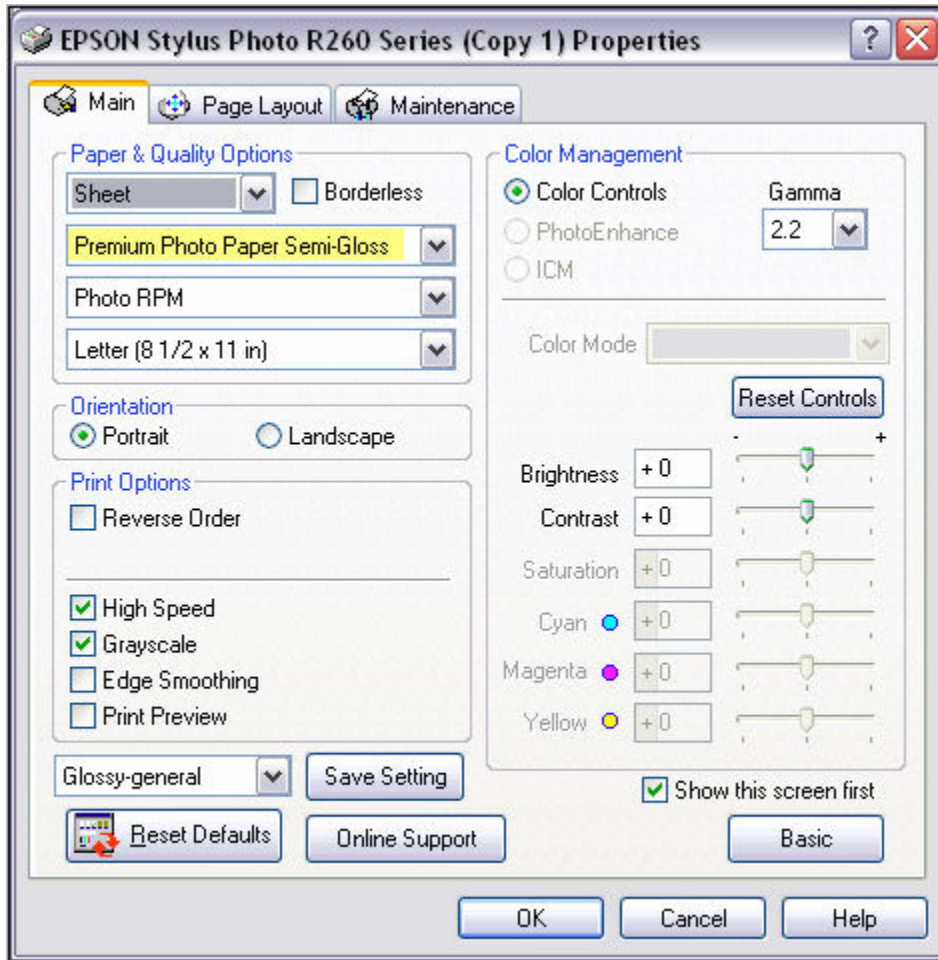 EPSON Stylus Photo R260 Series (Copy 1) Properties
Main
Page Layout
Maintenance
Paper & Quality Options
Sheet
Borderless
Premium Photo Paper Semi-Gloss
Photo RPM
Letter (8 1/2 x 11 in)
Orientation
Portrait
Landscape
Print Options
Reverse Order
High Speed
Grayscale
Edge Smoothing
Print Preview
Glossy-general
Save Setting
Reset Defaults
Online Support
Color Management
Color Controls
Gamma
PhotoEnhance
2.2
ICM
Color Mode
Reset Controls
- +
Brightness + 0
Contrast + 0
Saturation + 0
Cyan + 0
Magenta + 0
Yellow + 0
Show this screen first
Basic
OK
Cancel
Help